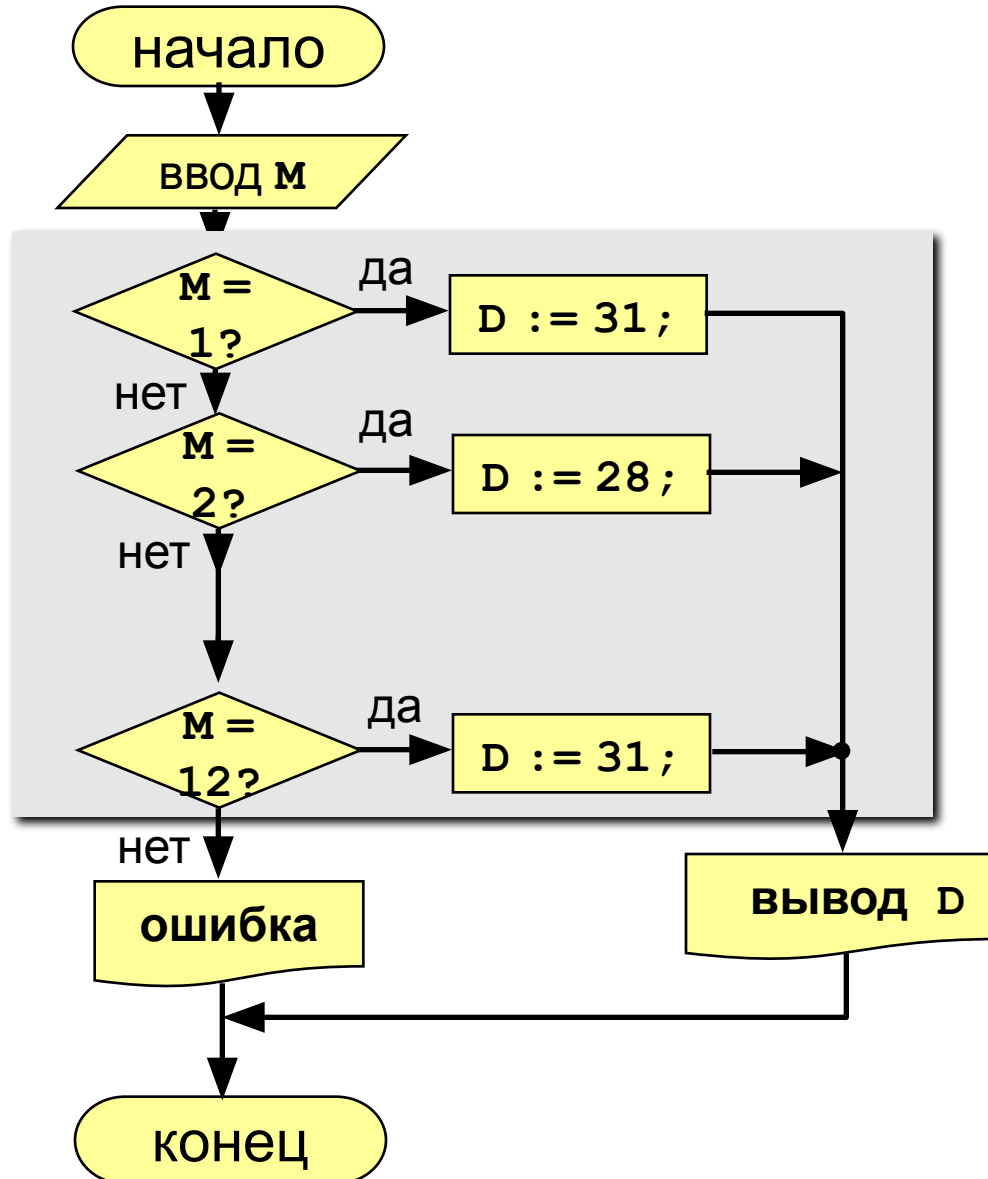 начало
ввод M
M =
1?
да
D := 31;
нет
M =
2?
да
D := 28;
нет
M =
12?
да
D := 31;
нет
ошибка
вывод D
конец